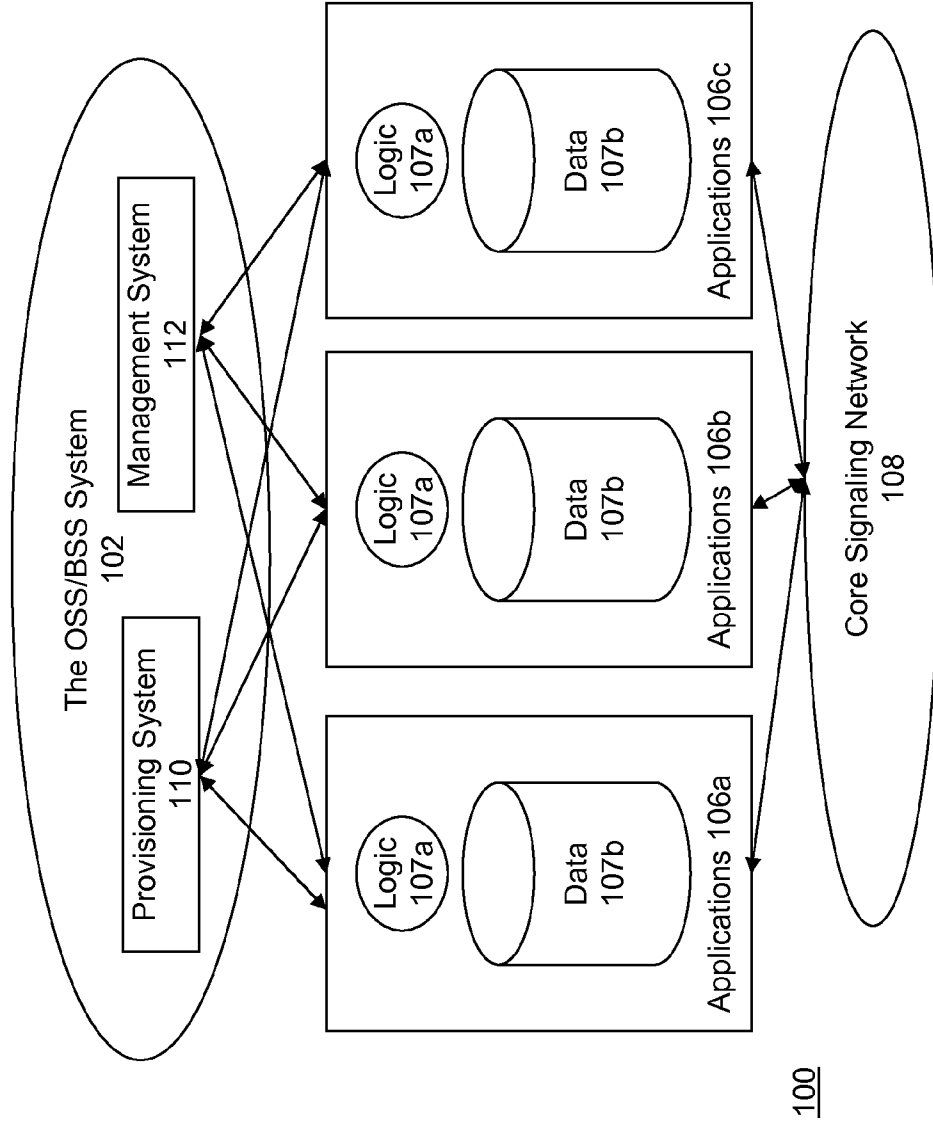 The OSS/BSS System
102
Provisioning System
110
Management System
112
Logic
107a
Data
107b
Applications 106a
Logic
107a
Data
107b
Applications 106b
Logic
107a
Data
107b
Applications 106c
Core Signaling Network
108
100